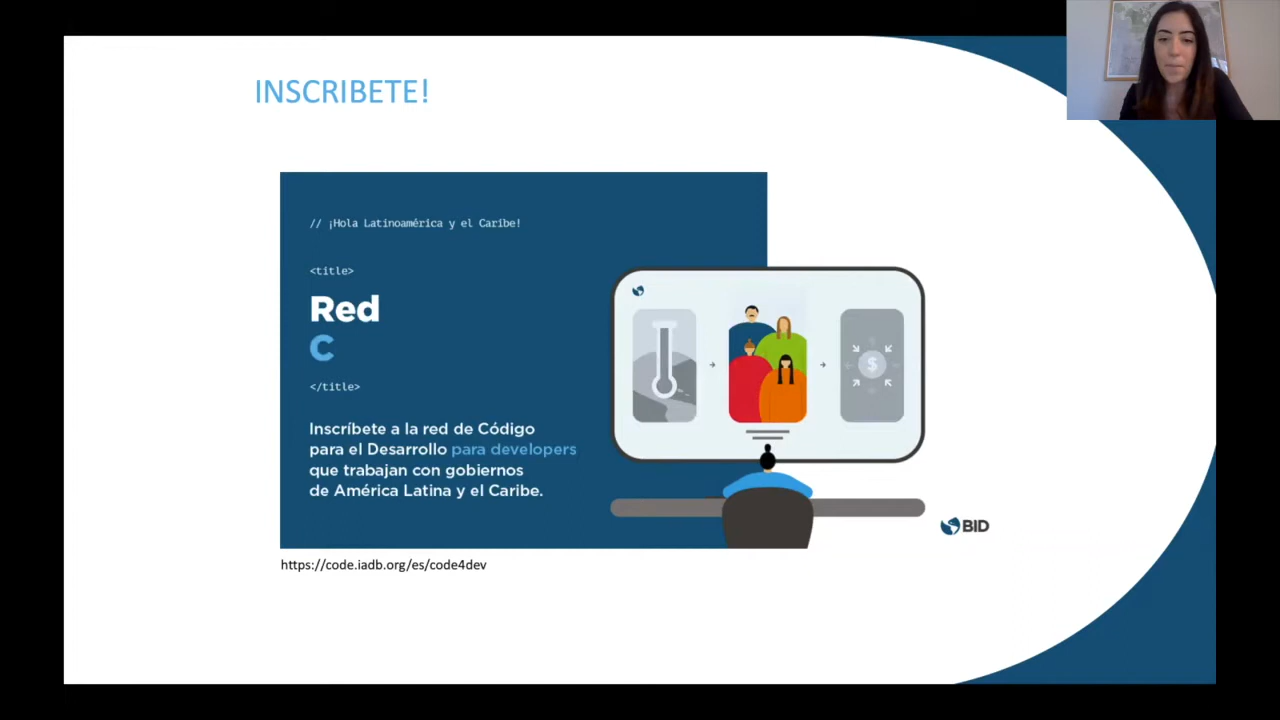 INSCRIBETE!
// ¡Hola Latinoamérica y el Caribe!
<title>
Red
C
</title>
Inscríbete a la red de Código
para el Desarrollo para developers
que trabajan con gobiernos
de América Latina y el Caribe.
$
BID
https://code.iadb.org/es/code4dev